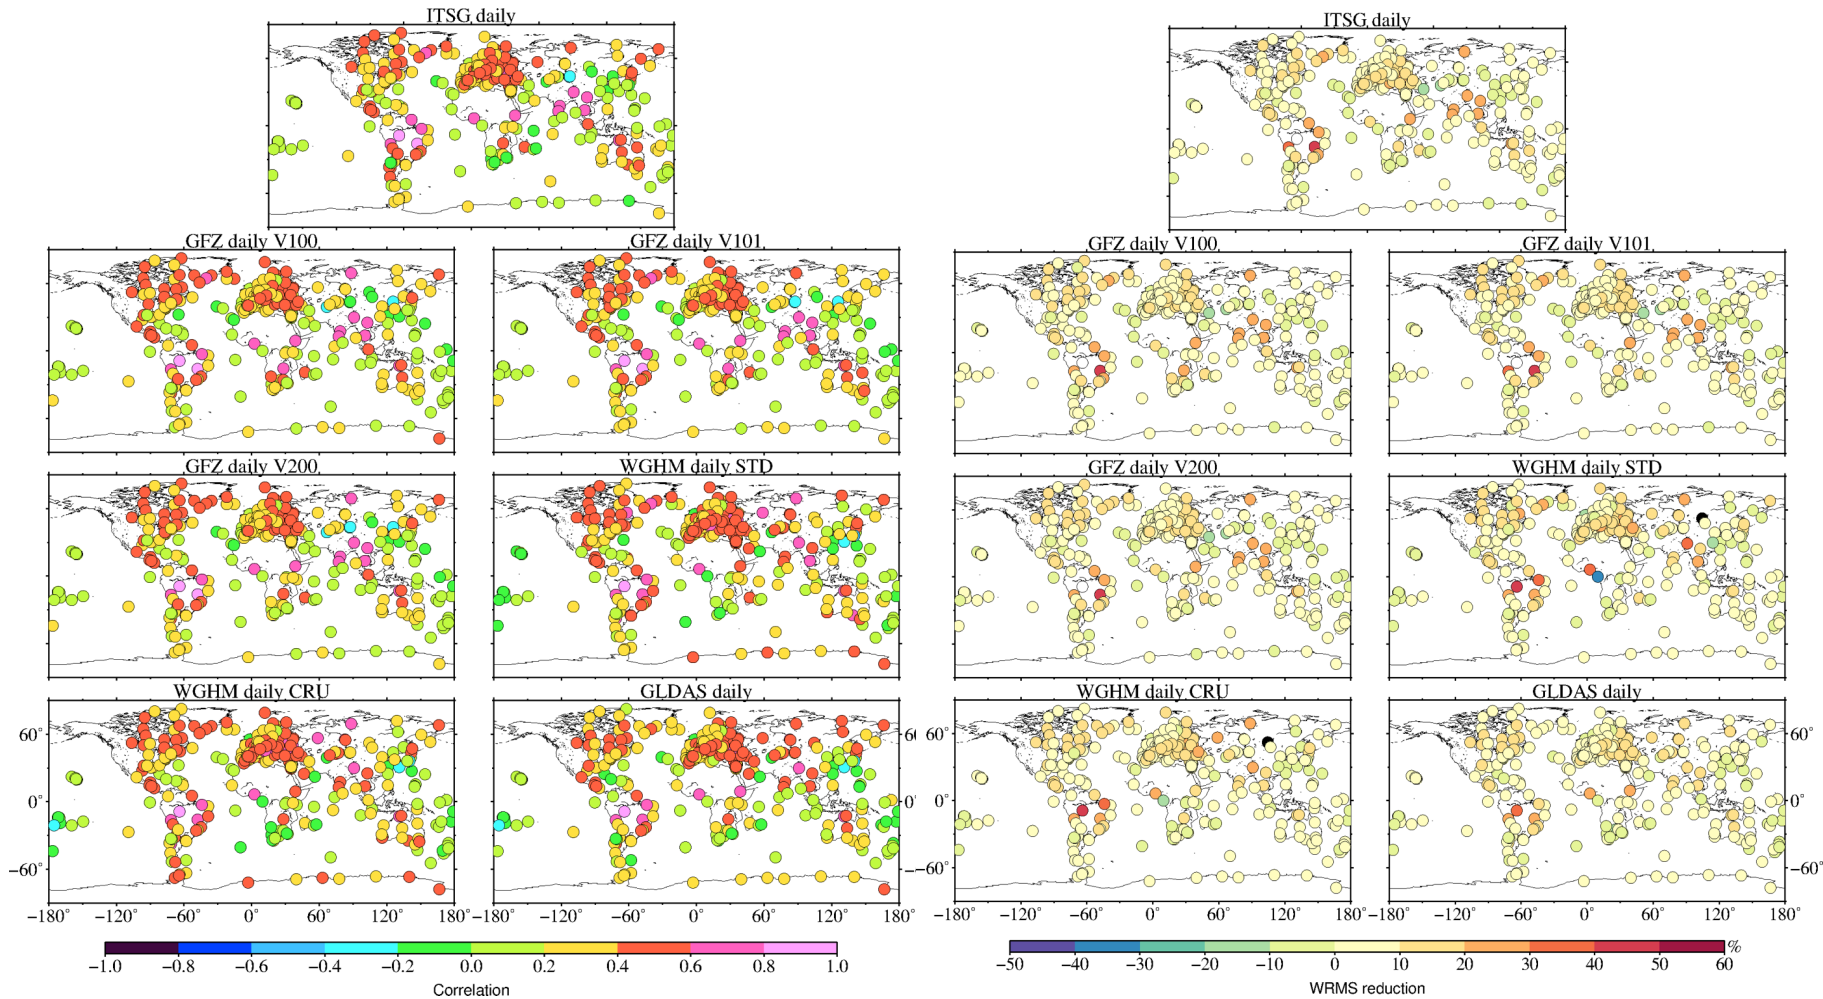 ITSG daily
ITSG daily
GFZ daily V100
GFZ daily V101
GFZ daily V100
GFZ daily V101
GFZ daily V200
WGHM daily STD
GFZ daily V200
WGHM daily STD
WGHM daily CRU
GLDAS daily
WGHM daily CRU
GLDAS daily
60°
60°
60°
0°
0°
0°
−60°
−60°
−60°
−180° −120° −60° 0° 60° 120° 180° −120° −60° 0° 60° 120° 180°
−180° −120° −60° 0° 60° 120° −180° −120° −60° 0° 60° 120° 180°
−1.0 −0.8 −0.6 −0.4 −0.2 0.0 0.2 0.4 0.6 0.8 1.0
Correlation
−50 −40 −30 −20 −10 0 10 20 30 40 50 60
%
WRMS reduction